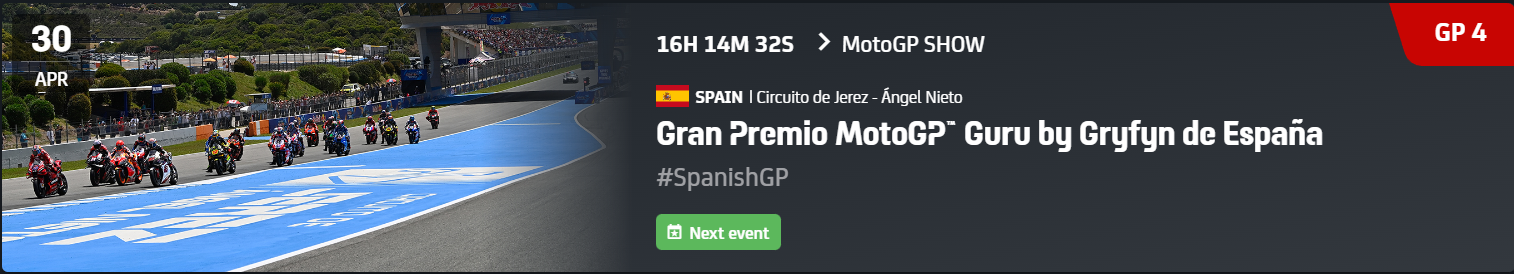 30
APR
16H 14M 32S > MotoGP SHOW
GP 4
SPAIN | Circuito de Jerez - Ángel Nieto
Gran Premio MotoGP™ Guru by Gryfyn de España
#SpanishGP
Next event